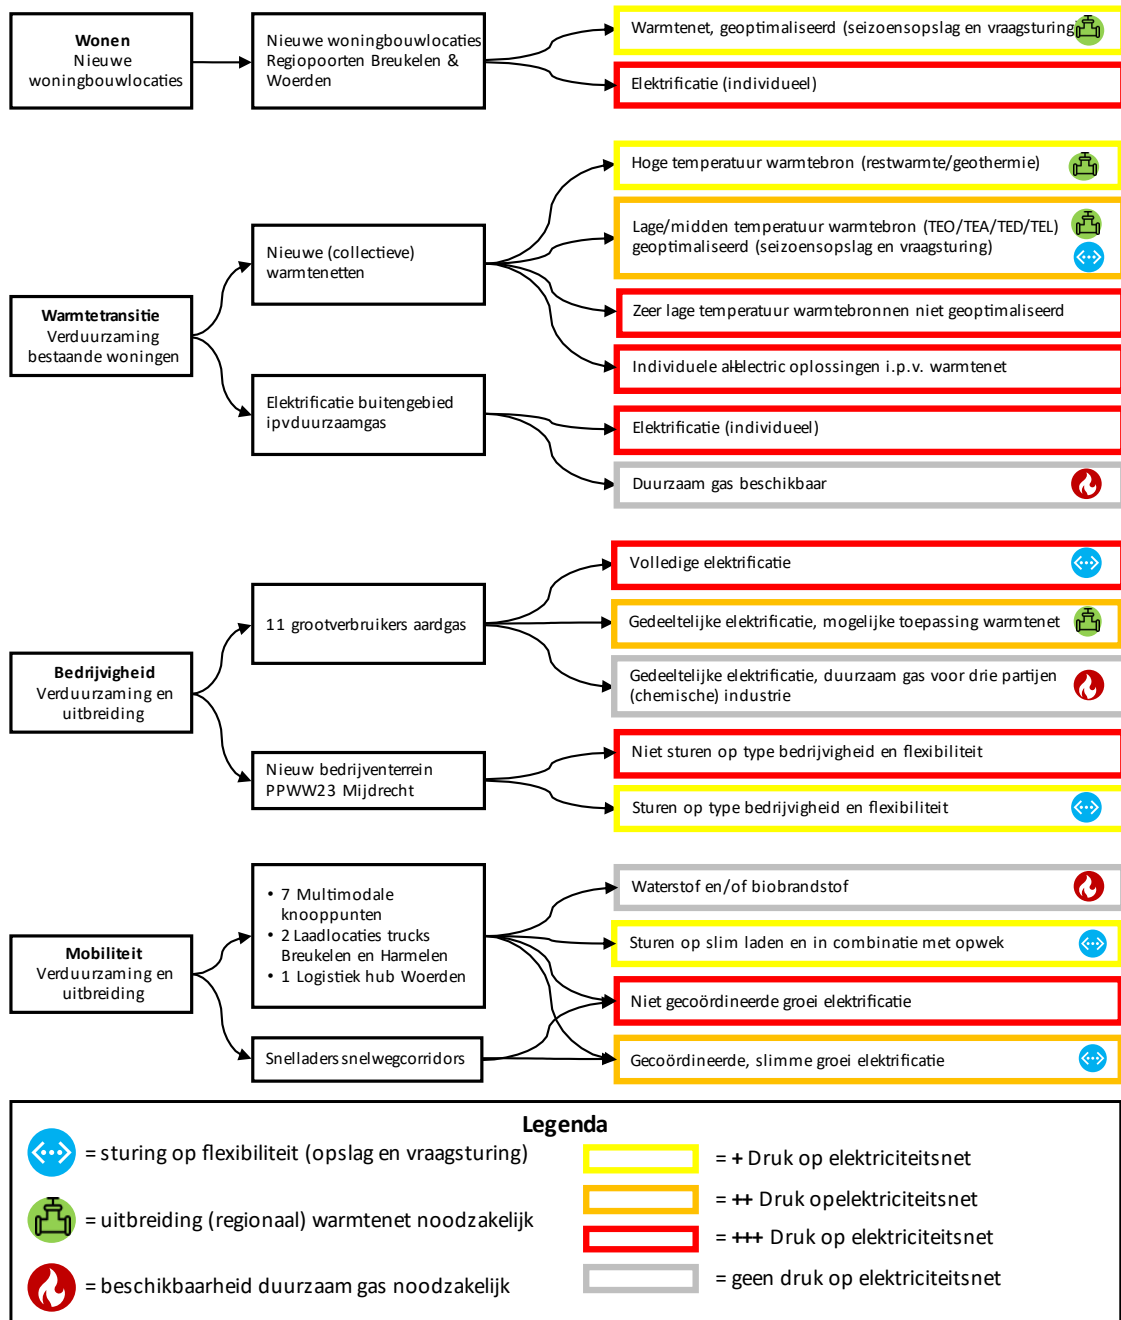 Wonen
Nieuwe
woningbouwlocaties
Nieuwe woningbouwlocaties
Regiopoorten Breukelen &
Woerden
Warmtenet, geoptimaliseerd (seizoensopslag en vraagsturing
Elektrificatie (individueel)
Warmtetransitie
Verduurzaming
bestaande woningen
Nieuwe (collectieve)
warmtenetten
Hoge temperatuur warmtebron (restwarmte/geothermie)
Lage/midden temperatuur warmtebron (TEO/TEA/TED/TEL)
geoptimaliseerd (seizoensopslag en vraagsturing)
Zeer lage temperatuur warmtebronnen niet geoptimaliseerd
Individuele all-electric oplossingen i.p.v. warmtenet
Elektrificatie buitengebied
ipvduurzaamgas
Elektrificatie (individueel)
Duurzaam gas beschikbaar
Bedrijvigheid
Verduurzaming en
uitbreiding
11 grootverbruikers aardgas
Volledige elektrificatie
Gedeeltelijke elektrificatie, mogelijke toepassing warmtenet
Gedeeltelijke elektrificatie, duurzaam gas voor drie partijen
(chemische) industrie
Nieuw bedrijventerrein
PPWW23 Mijdrecht
Niet sturen op type bedrijvigheid en flexibiliteit
Sturen op type bedrijvigheid en flexibiliteit
Mobiliteit
Verduurzaming en
uitbreiding
• 7 Multimodale
knooppunten
• 2 Laadlocaties trucks
Breukelen en Harmelen
• 1 Logistiek hub Woerden
Waterstof en/of biobrandstof
Sturen op slim laden en in combinatie met opwek
Niet gecoördineerde groei elektrificatie
Snelladers snelwegcorridors
Gecoördineerde, slimme groei elektrificatie
Legenda
= sturing op flexibiliteit (opslag en vraagsturing)
= uitbreiding (regionaal) warmtenet noodzakelijk
= beschikbaarheid duurzaam gas noodzakelijk
= + Druk op elektriciteitsnet
= ++ Druk opelektriciteitsnet
= +++ Druk op elektriciteitsnet
= geen druk op elektriciteitsnet